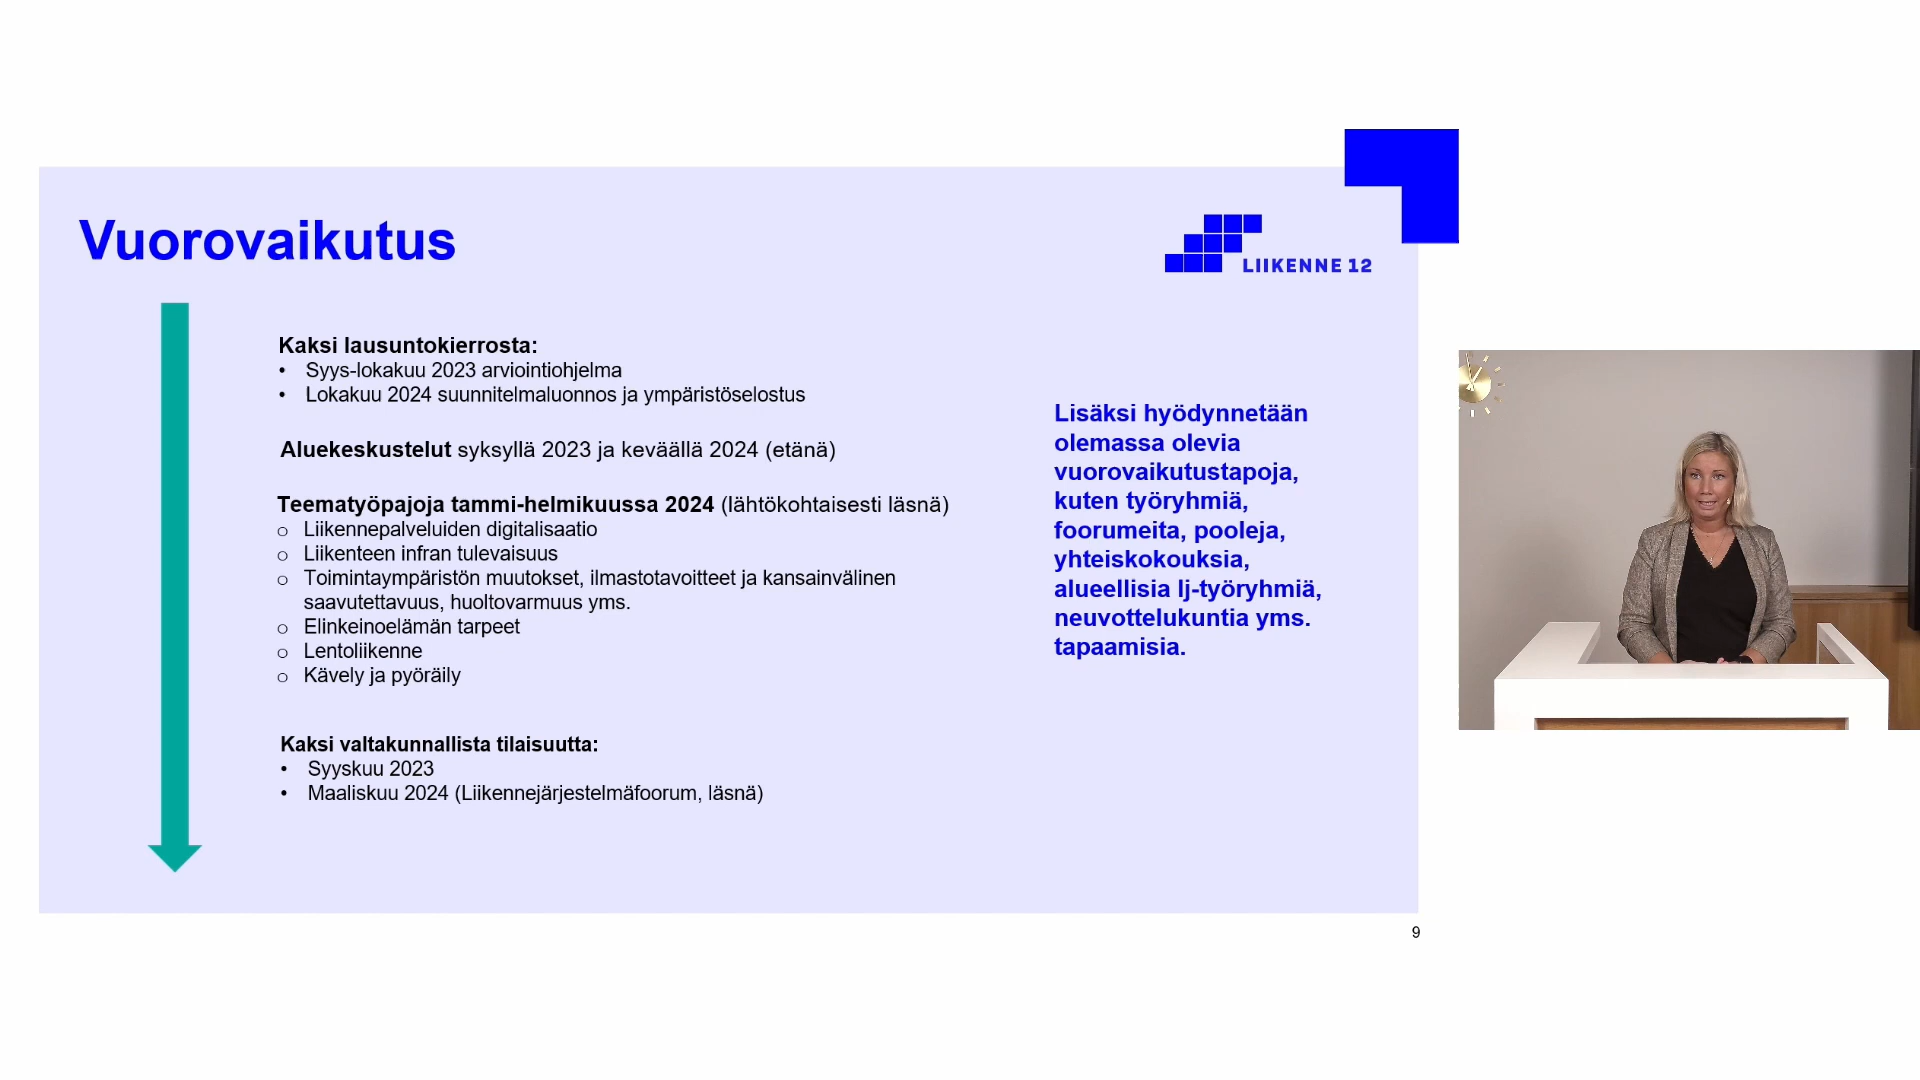 Vuorovaikutus
LIIKENNE 12
Kaksi lausuntokierrosta:
• Syys-lokakuu 2023 arviointiohjelma
• Lokakuu 2024 suunnitelmaluonnos ja ympäristöselostus
Aluekeskustelut syksyllä 2023 ja keväällä 2024 (etänä)
Teematyöpajoja tammi-helmikuussa 2024 (lähtökohtaisesti läsnä)
o Liikennepalveluiden digitalisaatio
o Liikenteen infran tulevaisuus
o Toimintaympäristön muutokset, ilmastotavoitteet ja kansainvälinen
saavutettavuus, huoltovarmuus yms.
o Elinkeinoelämän tarpeet
o Lentoliikenne
o Kävely ja pyöräily
Kaksi valtakunnallista tilaisuutta:
• Syyskuu 2023
• Maaliskuu 2024 (Liikennejärjestelmäfoorum, läsnä)
Lisäksi hyödynnetään
olemassa olevia
vuorovaikutustapoja,
kuten työryhmiä,
foorumeita, pooleja,
yhteiskokouksia,
alueellisia lj-työryhmiä,
neuvottelukuntia yms.
tapaamisia.
9